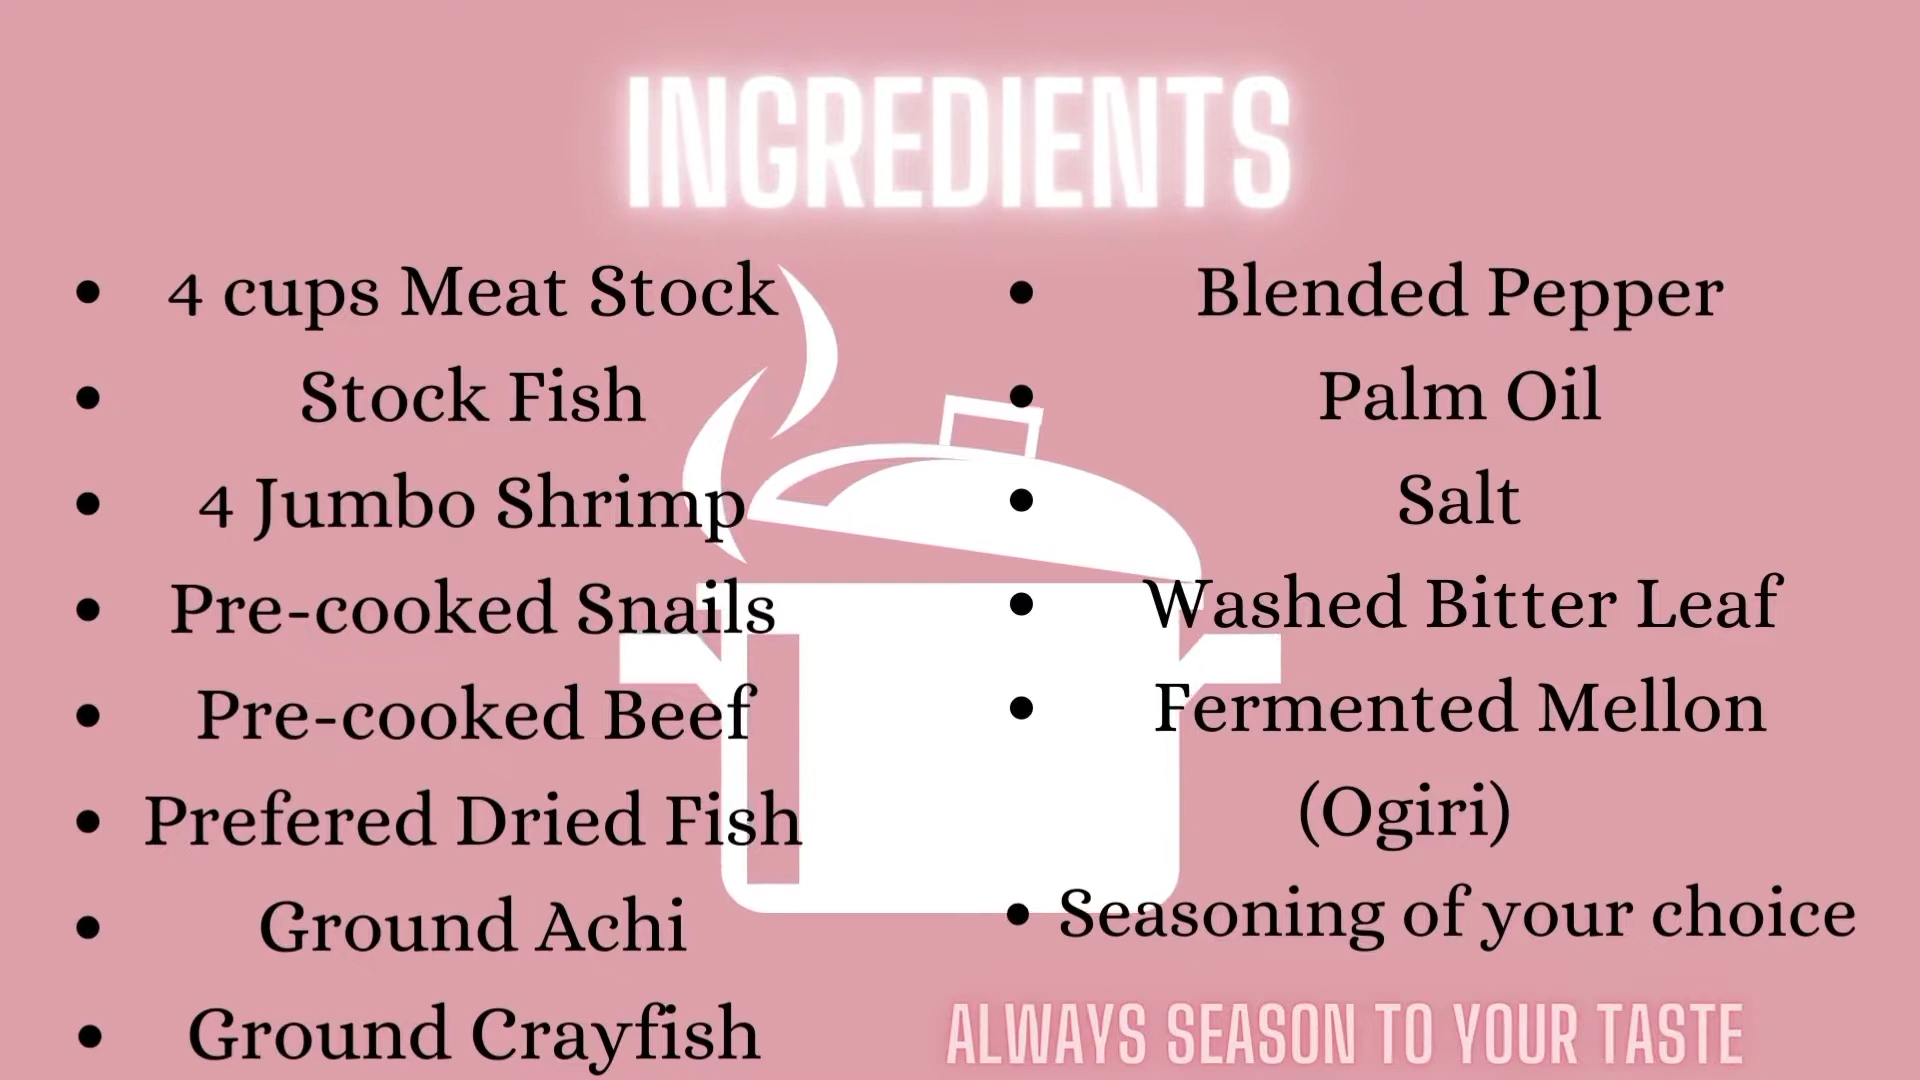 INGREDIENTS
• 4 cups Meat Stock
• Stock Fish
• 4 Jumbo Shrimp
• Pre-cooked Snails
• Pre-cooked Beef
• Prefered Dried Fish
• Ground Achi
• Ground Crayfish
• Blended Pepper
• Palm Oil
• Salt
• Washed Bitter Leaf
• Fermented Mellon
(Ogiri)
• Seasoning of your choice
ALWAYS SEASON TO YOUR TASTE